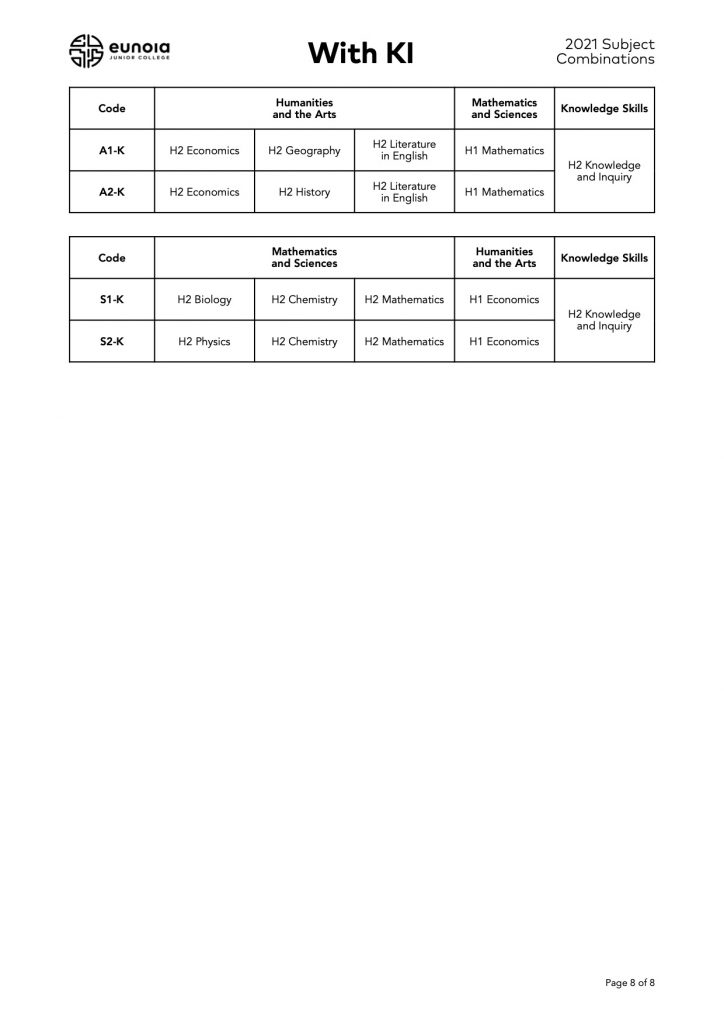 eunoia
JUNIOR COLLEGE
With KI
2021 Subject
Combinations
Code
Humanities
and the Arts
Mathematics
and Sciences
Knowledge Skills
A1-K
H2 Economics
H2 Geography
H2 Literature
in English
H1 Mathematics
H2 Knowledge
and Inquiry
A2-K
H2 Economics
H2 History
H2 Literature
in English
H1 Mathematics
Code
Mathematics
and Sciences
Humanities
and the Arts
Knowledge Skills
S1-K
H2 Biology
H2 Chemistry
H2 Mathematics
H1 Economics
H2 Knowledge
and Inquiry
S2-K
H2 Physics
H2 Chemistry
H2 Mathematics
H1 Economics
Page 8 of 8